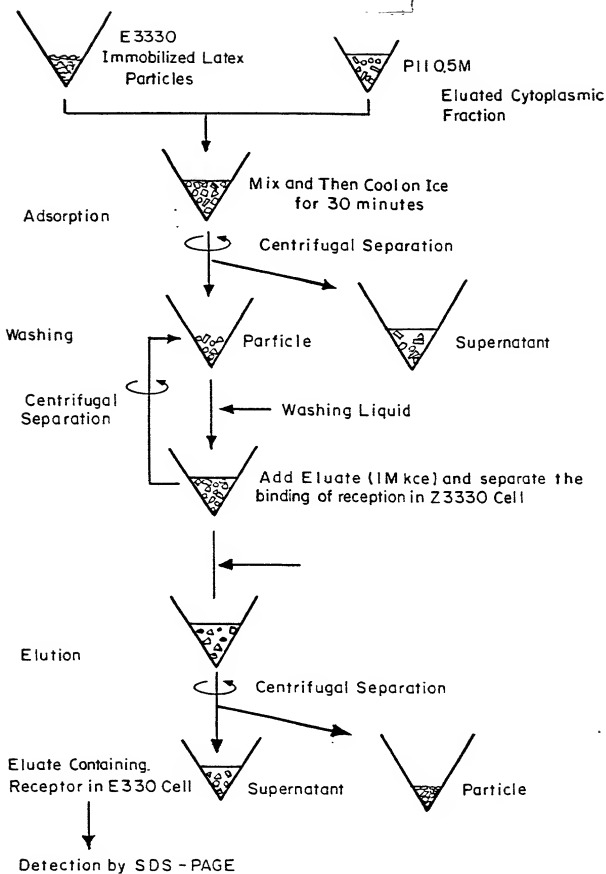 E3330
Immobilized Latex
Particles
P110.5M
Eluated Cytoplasmic
Fraction
Mix and Then Cool on Ice
for 30 minutes
Adsorption
Centrifugal Separation
Washing
Particle
Supernatant
Centrifugal
Separation
Washing Liquid
Add Eluate (1M kce) and separate the
binding of reception in Z3330 Cell
Elution
Centrifugal Separation
Eluate Containing.
Receptor in E330 Cell
Supernatant
Particle
Detection by SDS-PAGE